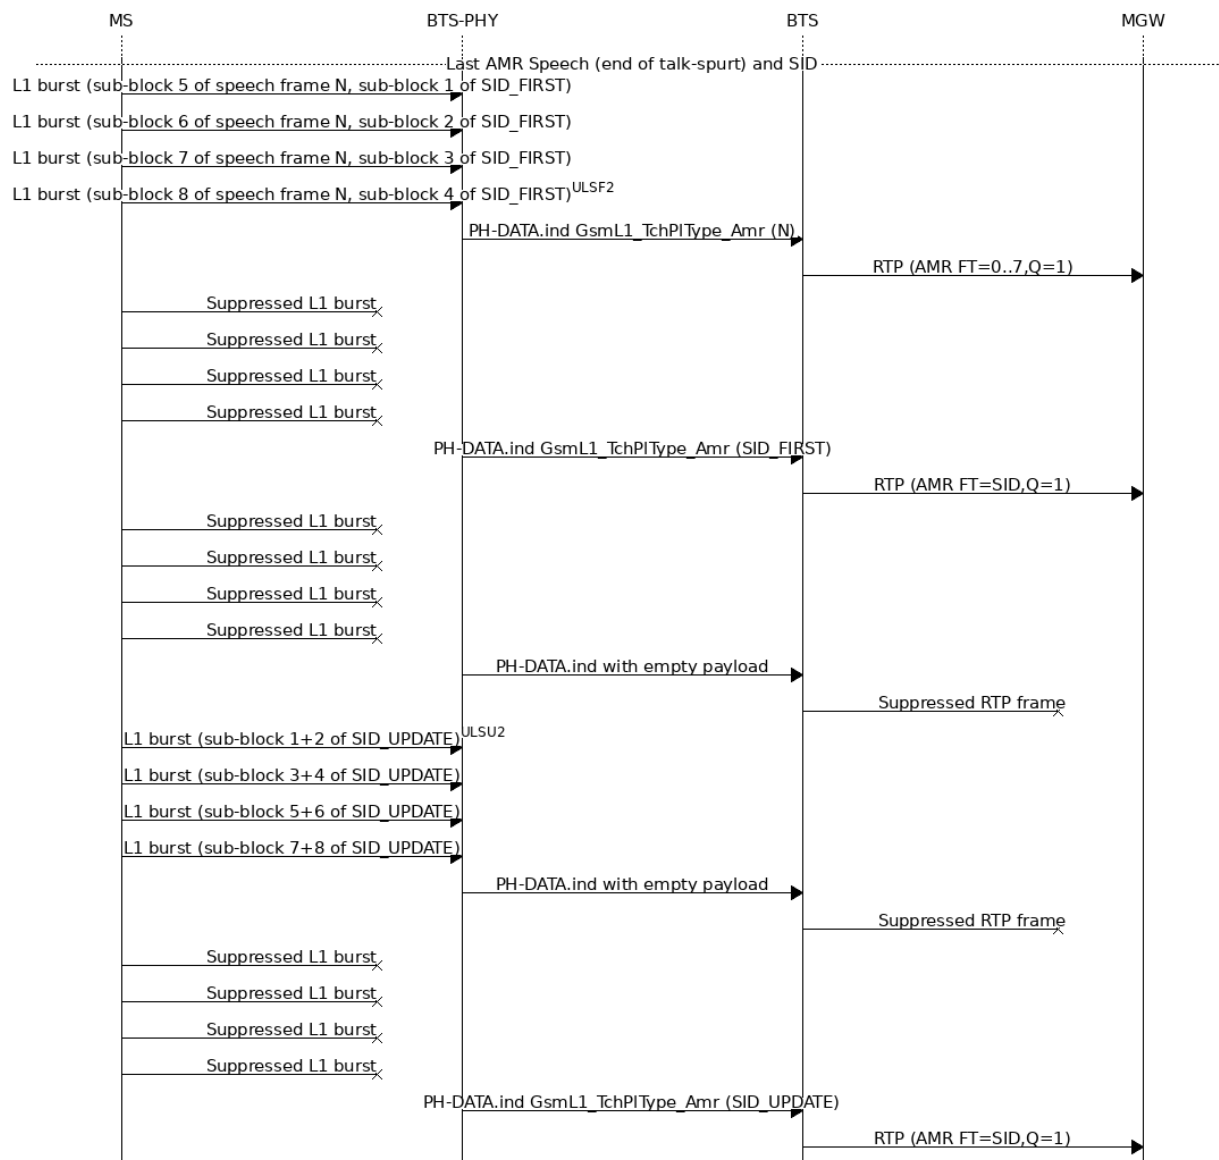 MS BTS-PHY BTS MGW
Last AMR Speech (end of talk-spurt) and SID
L1 burst (sub-block 5 of speech frame N, sub-block 1 of SID_FIRST)
L1 burst (sub-block 6 of speech frame N, sub-block 2 of SID_FIRST)
L1 burst (sub-block 7 of speech frame N, sub-block 3 of SID_FIRST)
L1 burst (sub-block 8 of speech frame N, sub-block 4 of SID_FIRST)ULSF2
PH-DATA.ind GsmL1_TchPlType_Amr (N)
RTP (AMR FT=0..7,Q=1)
Suppressed L1 burst
Suppressed L1 burst
Suppressed L1 burst
Suppressed L1 burst
PH-DATA.ind GsmL1_TchPlType_Amr (SID_FIRST)
RTP (AMR FT=SID,Q=1)
Suppressed L1 burst
Suppressed L1 burst
Suppressed L1 burst
Suppressed L1 burst
PH-DATA.ind with empty payload
Suppressed RTP frame
L1 burst (sub-block 1+2 of SID_UPDATE)ULSU2
L1 burst (sub-block 3+4 of SID_UPDATE)
L1 burst (sub-block 5+6 of SID_UPDATE)
L1 burst (sub-block 7+8 of SID_UPDATE)
PH-DATA.ind with empty payload
Suppressed RTP frame
Suppressed L1 burst
Suppressed L1 burst
Suppressed L1 burst
Suppressed L1 burst
PH-DATA.ind GsmL1_TchPlType_Amr (SID_UPDATE)
RTP (AMR FT=SID,Q=1)